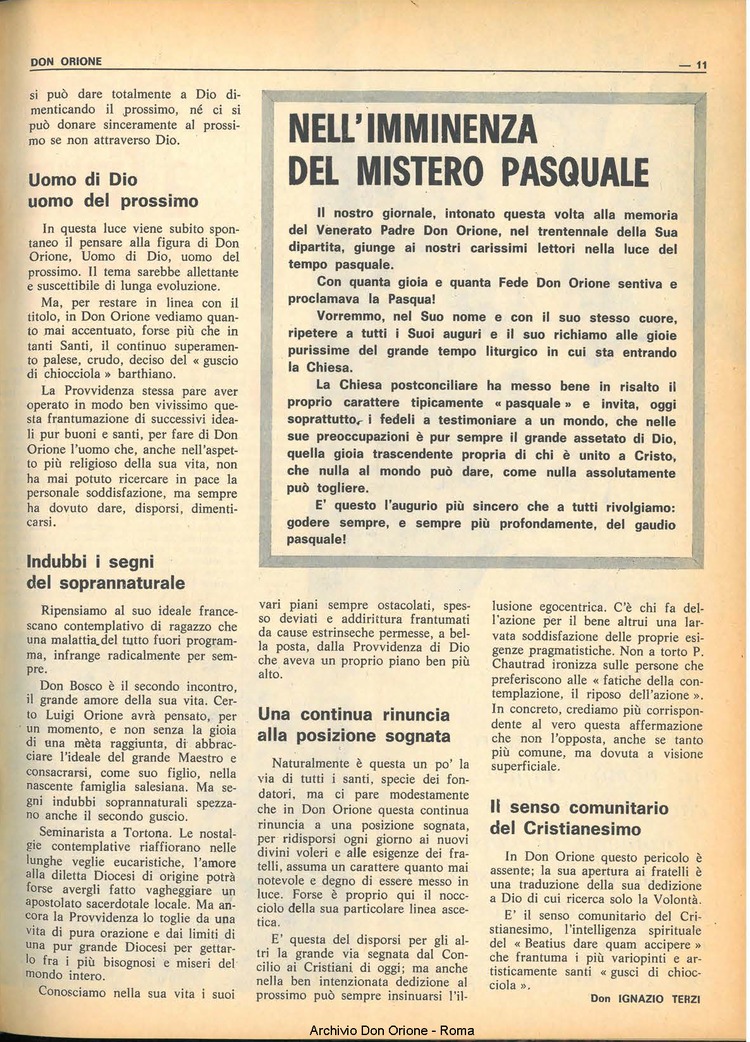 DON ORIONE
— 11
si può dare totalmente a Dio di-
menticando il prossimo, né ci si
può donare sinceramente al prossi-
mo se non attraverso Dio.
Uomo di Dio
uomo del prossimo
In questa luce viene subito spon-
taneo il pensare alla figura di Don
Orione, Uomo di Dio, uomo del
prossimo. Il tema sarebbe allettante
e suscettibile di lunga evoluzione.
Ma, per restare in linea con il
titolo, in Don Orione vediamo quan-
to mai accentuato, forse più che in
tanti Santi, il continuo superamen-
to palese, crudo, deciso del « guscio
di chiocciola » barthiano.
La Provvidenza stessa pare aver
operato in modo ben vivissimo que-
sta frantumazione di successivi idea-
li pur buoni e santi, per fare di Don
Orione l'uomo che, anche nell'aspet-
to più religioso della sua vita, non
ha mai potuto ricercare in pace la
personale soddisfazione, ma sempre
ha dovuto dare, disporsi, dimenti-
carsi.
Indubbi i segni
del soprannaturale
Ripensiamo al suo ideale france-
scano contemplativo di ragazzo che
una malattia del tutto fuori program-
ma, infrange radicalmente per sem-
pre.
Don Bosco è il secondo incontro,
il grande amore della sua vita. Cer-
to Luigi Orione avrà pensato, per
un momento, e non senza la gioia
di una mèta raggiunta, di abbrac-
ciare l'ideale del grande Maestro e
consacrarsi, come suo figlio, nella
nascente famiglia salesiana. Ma se-
gni indubbi soprannaturali spezza-
no anche il secondo guscio.
Seminarista a Tortona. Le nostal-
gie contemplative riaffiorano nelle
lunghe veglie eucaristiche, l'amore
alla diletta Diocesi di origine potrà
forse avergli fatto vagheggiare un
apostolato sacerdotale locale. Ma an-
cora la Provvidenza lo toglie da una
vita di pura orazione e dai limiti di
una pur grande Diocesi per gettar-
lo fra i più bisognosi e miseri del
mondo intero.
Conosciamo nella sua vita i suoi
NELL'IMMINENZA
DEL MISTERO PASQUALE
Il nostro giornale, intonato questa volta alla memoria
del Venerato Padre Don Orione, nel trentennale della Sua
dipartita, giunge ai nostri carissimi lettori nella luce del
tempo pasquale.
Con quanta gioia e quanta Fede Don Orione sentiva e
proclamava la Pasqua!
Vorremmo, nel Suo nome e con il suo stesso cuore,
ripetere a tutti i Suoi auguri e il suo richiamo alle gioie
purissime del grande tempo liturgico in cui sta entrando
la Chiesa.
La Chiesa postconciliare ha messo bene in risalto il
proprio carattere tipicamente « pasquale » e invita, oggi
soprattutto, i fedeli a testimoniare a un mondo, che nelle
sue preoccupazioni è pur sempre il grande assetato di Dio,
quella gioia trascendente propria di chi è unito a Cristo,
che nulla al mondo può dare, come nulla assolutamente
può togliere.
E' questo l'augurio più sincero che a tutti rivolgiamo:
godere sempre, e sempre più profondamente, del gaudio
pasquale!
vari piani sempre ostacolati, spes-
so deviati e addirittura frantumati
da cause estrinseche permesse, a bel-
la posta, dalla Provvidenza di Dio
che aveva un proprio piano ben più
alto.
Una continua rinuncia
alla posizione sognata
Naturalmente è questa un po' la
via di tutti i santi, specie dei fon-
datori, ma ci pare modestamente
che in Don Orione questa continua
rinuncia a una posizione sognata,
per ridisporsi ogni giorno ai nuovi
divini voleri e alle esigenze dei fra-
telli, assuma un carattere quanto mai
notevole e degno di essere messo in
luce. Forse è proprio qui il nocc-
ciolo della sua particolare linea asce-
tica.
E' questa del disporsi per gli al-
tri la grande via segnata dal Con-
cilio ai Cristiani di oggi; ma anche
nella ben intenzionata dedizione al
prossimo può sempre insinuarsi l'il-
lusione egocentrica. C'è chi fa del-
l'azione per il bene altrui una lar-
vata soddisfazione delle proprie esi-
genze pragmatistiche. Non a torto P.
Chautrad ironizza sulle persone che
preferiscono alle « fatiche della con-
templazione, il riposo dell'azione ».
In concreto, crediamo più corrispon-
dente al vero questa affermazione
che non l'opposta, anche se tanto
più comune, ma dovuta a visione
superficiale.
Il senso comunitario
del Cristianesimo
In Don Orione questo pericolo è
assente; la sua apertura ai fratelli è
una traduzione della sua dedizione
a Dio di cui ricerca solo la Volontà.
E' il senso comunitario del Cri-
stianesimo, l'intelligenza spirituale
del « Beatius dare quam accipere »
che frantuma i più variopinti e ar-
tisticamente santi « gusci di chioc-
ciola ».
Don IGNAZIO TERZI
Archivio Don Orione - Roma